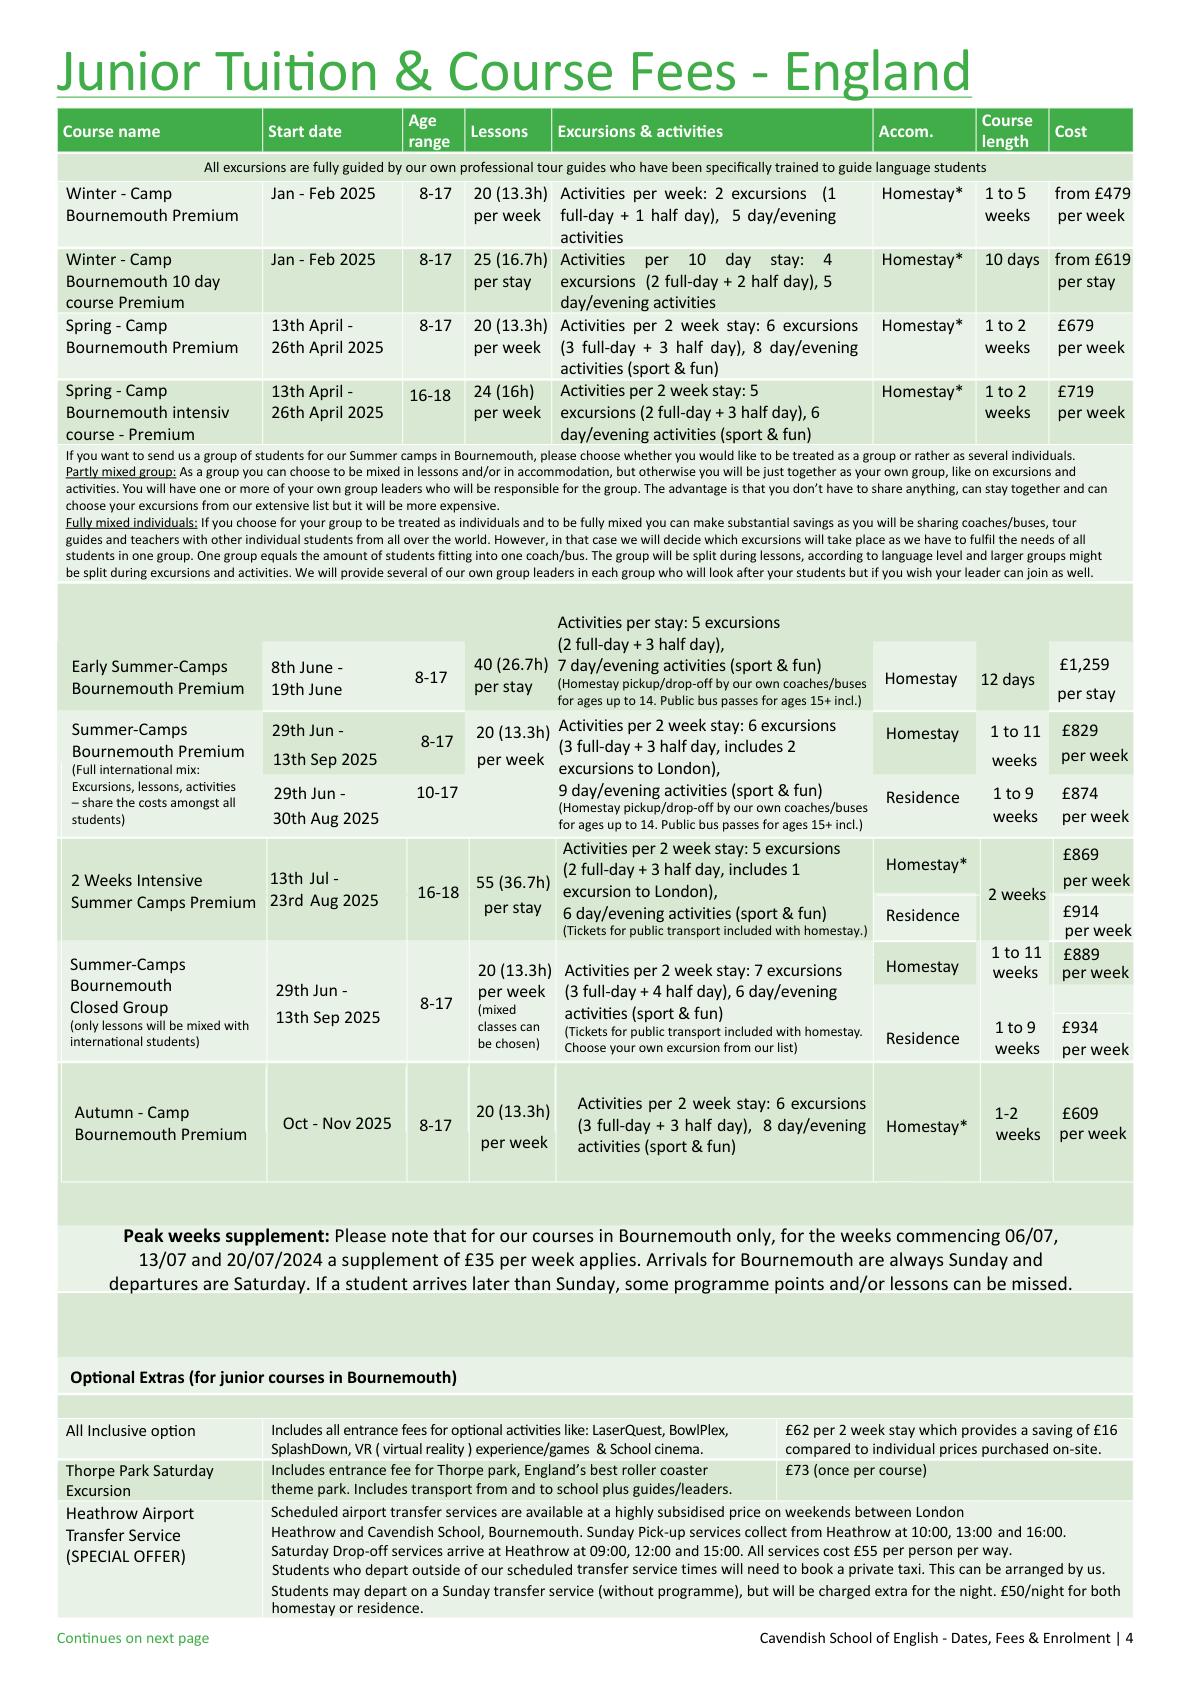 Junior Tuition & Course Fees - England
Course name
Start date
Age
range
Lessons
Excursions & activities
Accom.
Course
length
Cost
All excursions are fully guided by our own professional tour guides who have been specifically trained to guide language students
Winter - Camp
Bournemouth Premium
Jan - Feb 2025
8-17
20 (13.3h)
per week
Activities per week: 2 excursions (1
full-day + 1 half day), 5 day/evening
activities
Homestay*
1 to 5
weeks
from £479
per week
Winter - Camp
Bournemouth 10 day
course Premium
Jan - Feb 2025
8-17
25 (16.7h)
per stay
Activities per 10 day stay: 4
excursions (2 full-day + 2 half day), 5
day/evening activities
Homestay*
10 days
from £619
per stay
Spring - Camp
Bournemouth Premium
13th April -
26th April 2025
8-17
20 (13.3h)
per week
Activities per 2 week stay: 6 excursions
(3 full-day + 3 half day), 8 day/evening
activities (sport & fun)
Homestay*
1 to 2
weeks
£679
per week
Spring - Camp
Bournemouth intensiv
course - Premium
13th April -
26th April 2025
16-18
24 (16h)
per week
Activities per 2 week stay: 5
excursions (2 full-day + 3 half day), 6
day/evening activities (sport & fun)
Homestay*
1 to 2
weeks
£719
per week
If you want to send us a group of students for our Summer camps in Bournemouth, please choose whether you would like to be treated as a group or rather as several individuals.
Partly mixed group: As a group you can choose to be mixed in lessons and/or in accommodation, but otherwise you will be just together as your own group, like on excursions and
activities. You will have one or more of your own group leaders who will be responsible for the group. The advantage is that you don't have to share anything, can stay together and can
choose your excursions from our extensive list but it will be more expensive.
Fully mixed individuals: If you choose for your group to be treated as individuals and to be fully mixed you can make substantial savings as you will be sharing coaches/buses, tour
guides and teachers with other individual students from all over the world. However, in that case we will decide which excursions will take place as we have to fulfil the needs of all
students in one group. One group equals the amount of students fitting into one coach/bus. The group will be split during lessons, according to language level and larger groups might
be split during excursions and activities. We will provide several of our own group leaders in each group who will look after your students but if you wish your leader can join as well.
Early Summer-Camps
Bournemouth Premium
8th June -
19th June
8-17
40 (26.7h)
per stay
Activities per stay: 5 excursions
(2 full-day + 3 half day),
7 day/evening activities (sport & fun)
(Homestay pickup/drop-off by our own coaches/buses
for ages up to 14. Public bus passes for ages 15+ incl.)
Homestay
12 days
£1,259
per stay
Summer-Camps
Bournemouth Premium
(Full international mix:
Excursions, lessons, activities
– share the costs amongst all
students)
29th Jun -
13th Sep 2025
8-17
20 (13.3h)
per week
Activities per 2 week stay: 6 excursions
(3 full-day + 3 half day, includes 2
excursions to London),
9 day/evening activities (sport & fun)
(Homestay pickup/drop-off by our own coaches/buses
for ages up to 14. Public bus passes for ages 15+ incl.)
Homestay
1 to 11
weeks
£829
per week
29th Jun -
30th Aug 2025
10-17
Residence
1 to 9
weeks
£874
per week
2 Weeks Intensive
Summer Camps Premium
13th Jul -
23rd Aug 2025
16-18
55 (36.7h)
per stay
Activities per 2 week stay: 5 excursions
(2 full-day + 3 half day, includes 1
excursion to London),
6 day/evening activities (sport & fun)
(Tickets for public transport included with homestay.)
Homestay*
2 weeks
£869
per week
Residence
£914
per week
Summer-Camps
Bournemouth
Closed Group
(only lessons will be mixed with
international students)
29th Jun -
13th Sep 2025
8-17
20 (13.3h)
per week
(mixed
classes can
be chosen)
Activities per 2 week stay: 7 excursions
(3 full-day + 4 half day), 6 day/evening
activities (sport & fun)
(Tickets for public transport included with homestay.
Choose your own excursion from our list)
Homestay
1 to 11
weeks
£889
per week
Residence
1 to 9
weeks
£934
per week
Autumn - Camp
Bournemouth Premium
Oct - Nov 2025
8-17
20 (13.3h)
per week
Activities per 2 week stay: 6 excursions
(3 full-day + 3 half day), 8 day/evening
activities (sport & fun)
Homestay*
1-2
weeks
£609
per week
Peak weeks supplement: Please note that for our courses in Bournemouth only, for the weeks commencing 06/07,
13/07 and 20/07/2024 a supplement of £35 per week applies. Arrivals for Bournemouth are always Sunday and
departures are Saturday. If a student arrives later than Sunday, some programme points and/or lessons can be missed.
Optional Extras (for junior courses in Bournemouth)
All Inclusive option
Includes all entrance fees for optional activities like: LaserQuest, BowlPlex,
SplashDown, VR ( virtual reality ) experience/games & School cinema.
£62 per 2 week stay which provides a saving of £16
compared to individual prices purchased on-site.
Thorpe Park Saturday
Excursion
Includes entrance fee for Thorpe park, England's best roller coaster
theme park. Includes transport from and to school plus guides/leaders.
£73 (once per course)
Heathrow Airport
Transfer Service
(SPECIAL OFFER)
Scheduled airport transfer services are available at a highly subsidised price on weekends between London
Heathrow and Cavendish School, Bournemouth. Sunday Pick-up services collect from Heathrow at 10:00, 13:00 and 16:00.
Saturday Drop-off services arrive at Heathrow at 09:00, 12:00 and 15:00. All services cost £55 per person per way.
Students who depart outside of our scheduled transfer service times will need to book a private taxi. This can be arranged by us.
Students may depart on a Sunday transfer service (without programme), but will be charged extra for the night. £50/night for both
homestay or residence.
Continues on next page
Cavendish School of English - Dates, Fees & Enrolment | 4